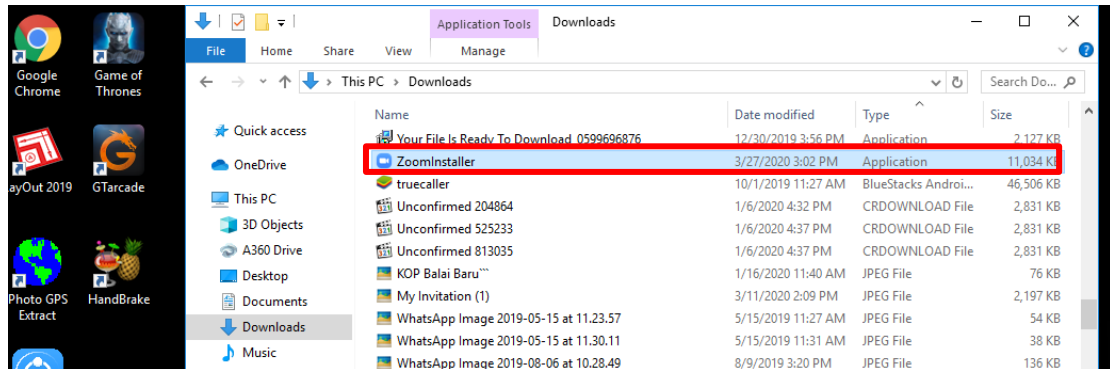 Application Tools
Downloads
File Home Share View Manage
This PC > Downloads
Search Do...
Google
Chrome
Game of
Thrones
LayOut 2019
GTarcade
Photo GPS
Extract
HandBrake
Quick access
OneDrive
This PC
3D Objects
A360 Drive
Desktop
Documents
Downloads
Music
Name Date modified Type Size
Your File Is Ready To Download_0599696876 12/30/2019 3:56 PM Application 2,127 KB
ZoomInstaller 3/27/2020 3:02 PM Application 11,034 KB
truecaller 10/1/2019 11:27 AM BlueStacks Androi... 46,506 KB
Unconfirmed 204864 1/6/2020 4:32 PM CRDOWNLOAD File 2,831 KB
Unconfirmed 525233 1/6/2020 4:37 PM CRDOWNLOAD File 2,831 KB
Unconfirmed 813035 1/6/2020 4:37 PM CRDOWNLOAD File 2,831 KB
KOP Balai Baru``` 1/16/2020 11:40 AM JPEG File 76 KB
My Invitation (1) 3/11/2020 2:09 PM JPEG File 2,197 KB
WhatsApp Image 2019-05-15 at 11.23.57 5/15/2019 11:27 AM JPEG File 54 KB
WhatsApp Image 2019-05-15 at 11.30.11 5/15/2019 11:31 AM JPEG File 38 KB
WhatsApp Image 2019-08-06 at 10.28.49 8/9/2019 3:20 PM JPEG File 136 KB